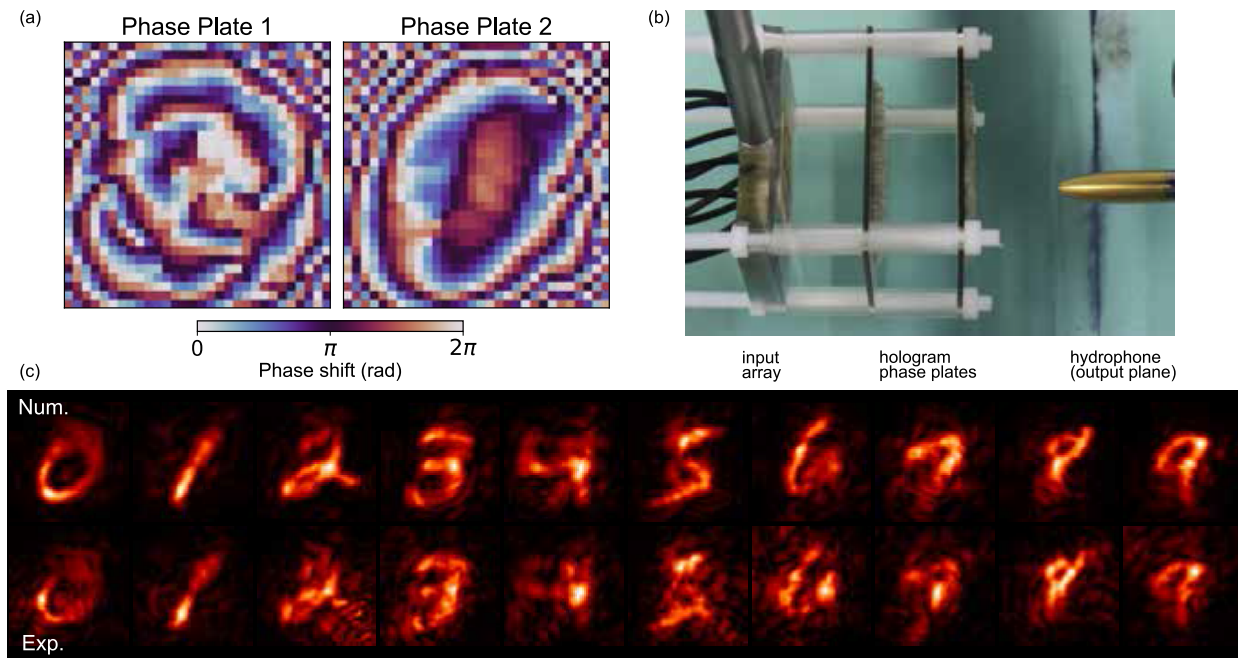 (a)
Phase Plate 1
Phase Plate 2
0
π
2π
Phase shift (rad)
(b)
input
array
hologram
phase plates
hydrophone
(output plane)
(c)
Num.
Exp.